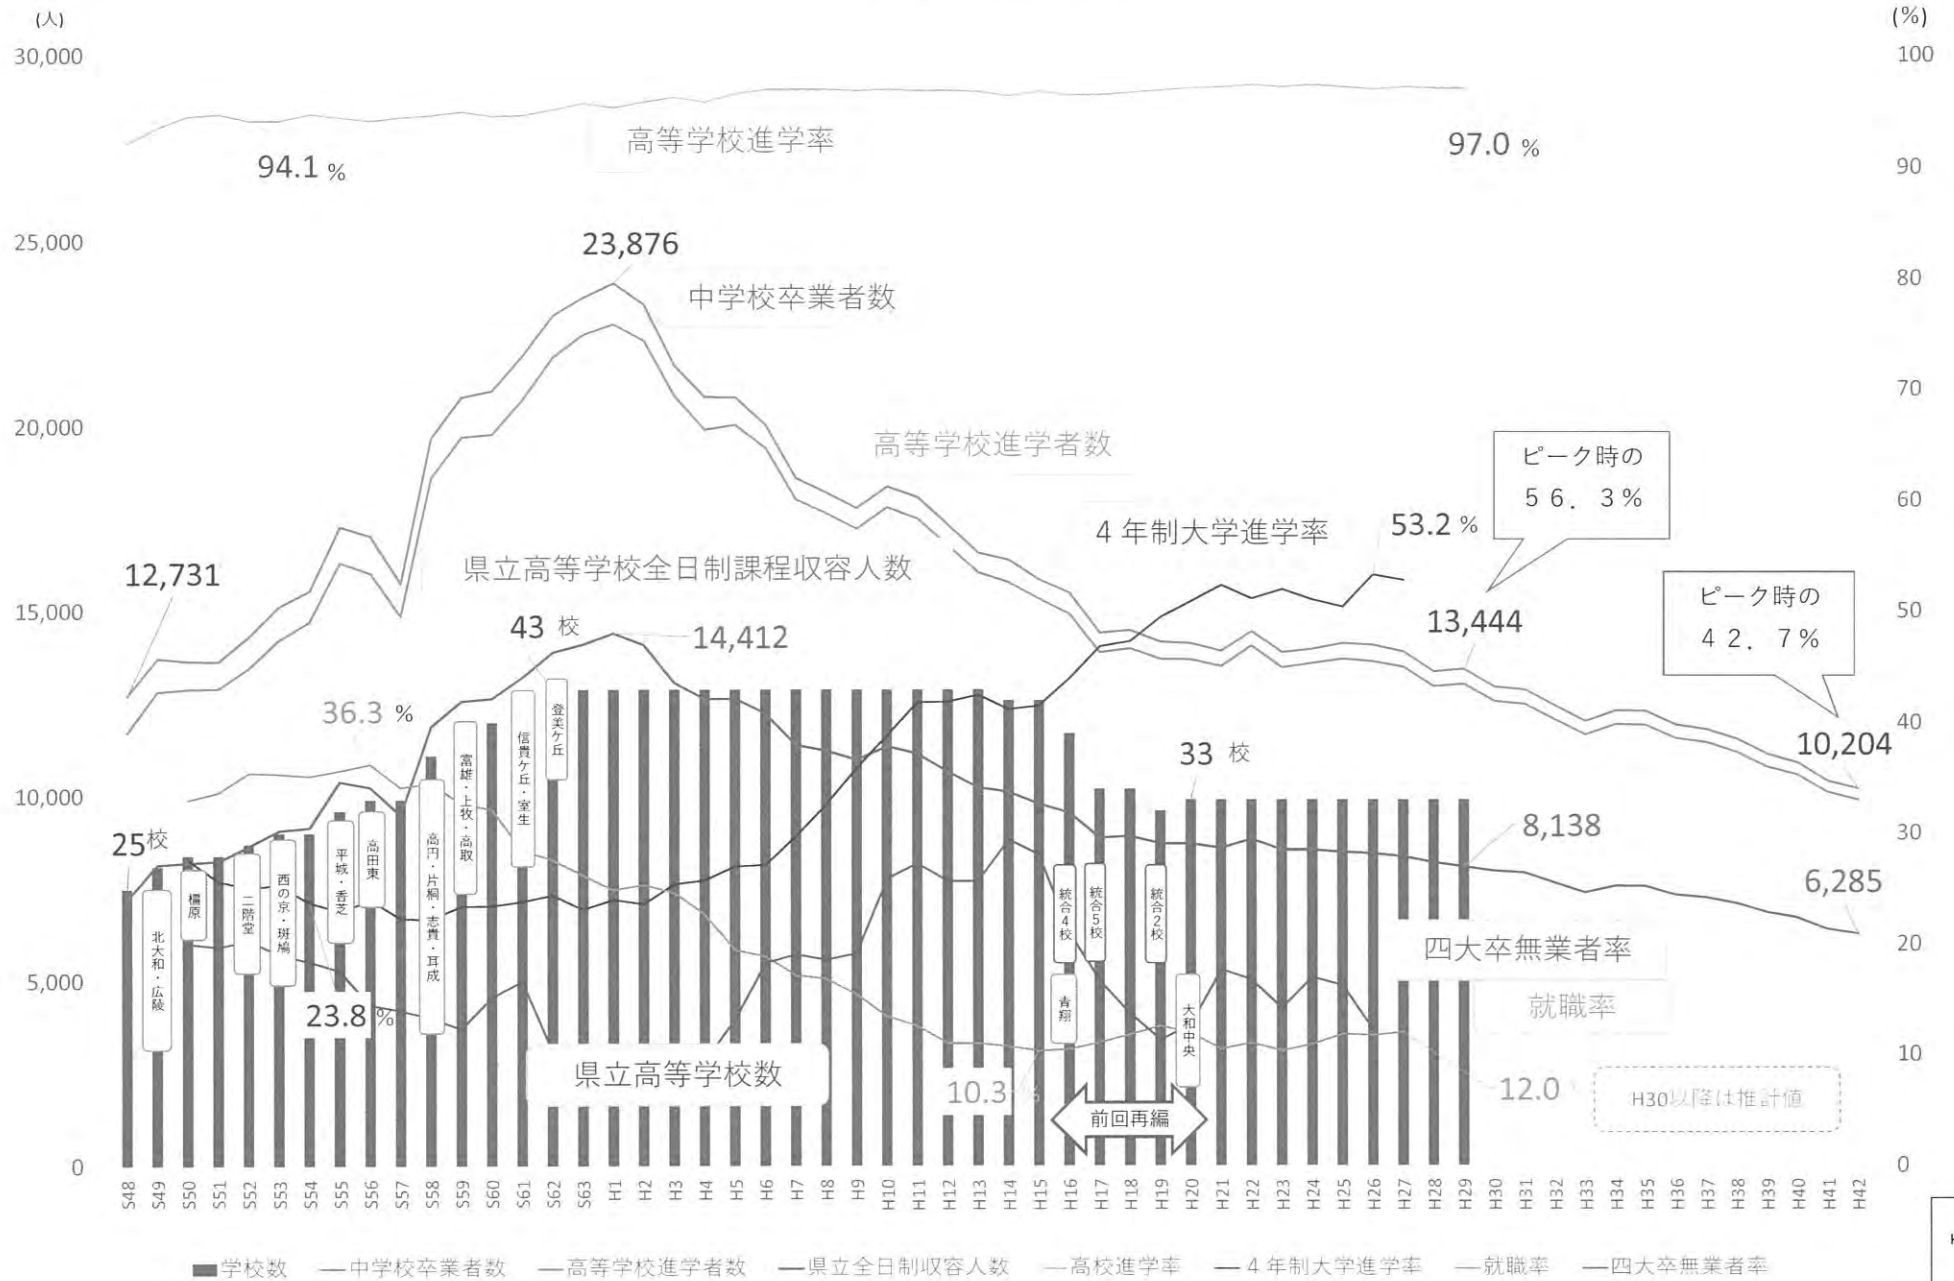 (人)
(%)
30,000
25,000
20,000
15,000
10,000
5,000
0
100
90
80
70
60
50
40
30
20
10
0
高等学校進学率
94.1 %
97.0 %
23,876
中学校卒業者数
高等学校進学者数
ピーク時の
56.3%
4年制大学進学率
53.2 %
12,731
県立高等学校全日制課程収容人数
ピーク時の
42.7%
43 校
14,412
13,444
36.3 %
33 校
10,204
25校
8,138
6,285
北大和・広陵
橿原
二階堂
西の京・斑鳩
平城・香芝
高田東
高円・片桐・志貴・耳成
富雄・上牧・高取
信貴ケ丘・室生
登美ケ丘
統合4校
統合5校
統合2校
青翔
大和中央
23.8 %
四大卒無業者率
就職率
県立高等学校数
10.3 %
前回再編
12.0
H30以降は推計値
S48 S49 S50 S51 S52 S53 S54 S55 S56 S57 S58 S59 S60 S61 S62 S63 H1 H2 H3 H4 H5 H6 H7 H8 H9 H10 H11 H12 H13 H14 H15 H16 H17 H18 H19 H20 H21 H22 H23 H24 H25 H26 H27 H28 H29 H30 H31 H32 H33 H34 H35 H36 H37 H38 H39 H40 H41 H42
学校数 中学校卒業者数 高等学校進学者数 県立全日制収容人数 高校進学率 4年制大学進学率 就職率 四大卒無業者率